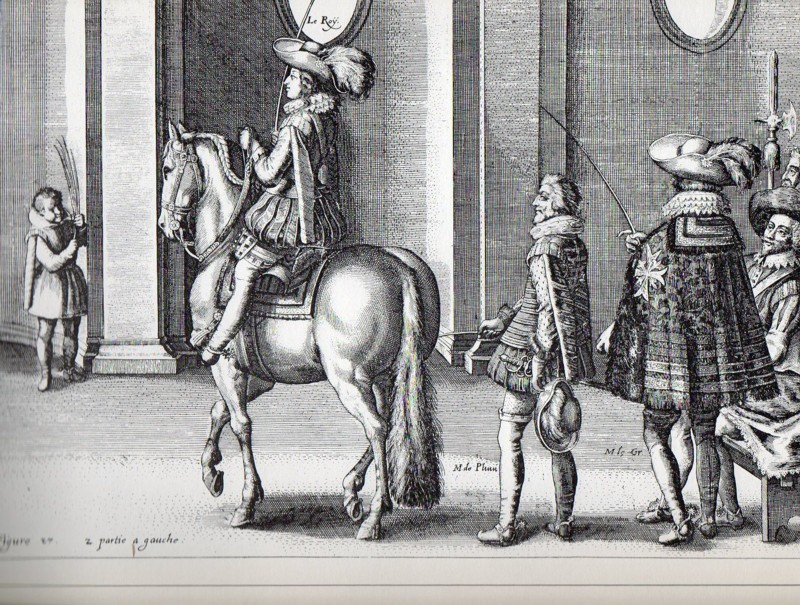 Le Roy.
M de Pluui
M le Gr.
figure 27. 2 partie a gauche.